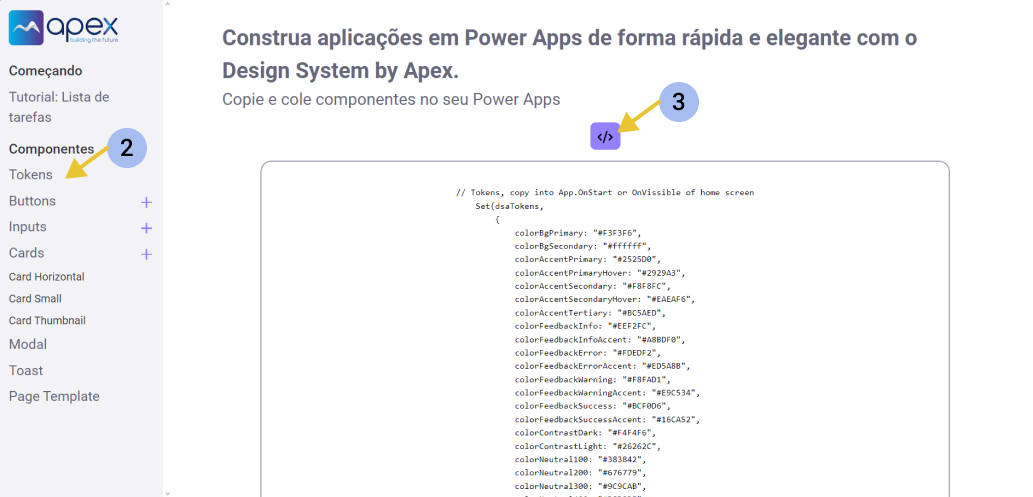 apex
building the future
Começando
Tutorial: Lista de
tarefas
Componentes
2
Tokens
Buttons +
Inputs +
Cards +
Card Horizontal
Card Small
Card Thumbnail
Modal
Toast
Page Template
Construa aplicações em Power Apps de forma rápida e elegante com o
Design System by Apex.
Copie e cole componentes no seu Power Apps
3
</>
// Tokens, copy into App.OnStart or OnVissible of home screen
Set(dsaTokens,
{
colorBgPrimary: "#F3F3F6",
colorBgSecondary: "#ffffff",
colorAccentPrimary: "#2525D0",
colorAccentPrimaryHover: "#2929A3",
colorAccentSecondary: "#F8F8FC",
colorAccentSecondaryHover: "#EAEAF6",
colorAccentTertiary: "#BC5AED",
colorFeedbackInfo: "#EEF2FC",
colorFeedbackInfoAccent: "#A8BDF0",
colorFeedbackError: "#FDEDF2",
colorFeedbackErrorAccent: "#ED5A8B",
colorFeedbackWarning: "#F8FAD1",
colorFeedbackWarningAccent: "#E9C534",
colorFeedbackSuccess: "#BCF0D6",
colorFeedbackSuccessAccent: "#16CA52",
colorContrastDark: "#F4F4F6",
colorContrastLight: "#26262C",
colorNeutral100: "#383842",
colorNeutral200: "#676779",
colorNeutral300: "#9C9CAB",